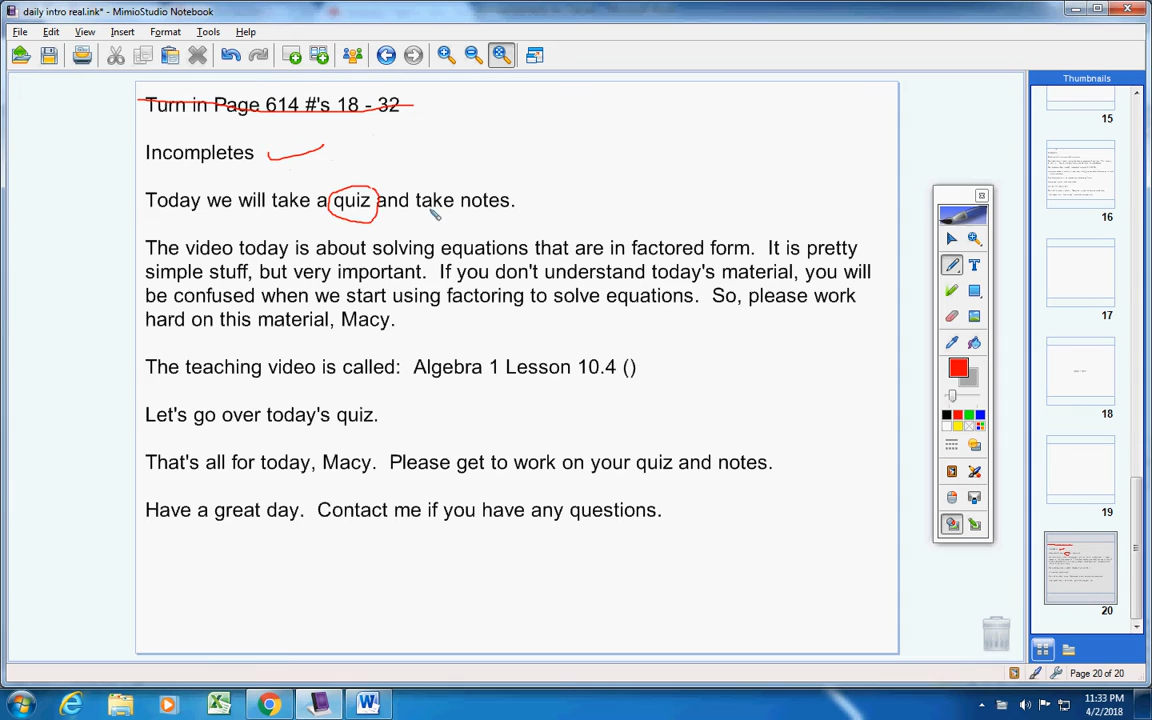 daily intro real.ink* - MimioStudio Notebook
File Edit View Insert Format Tools Help
Turn in Page 614 #'s 18 - 32
Incompletes
Today we will take a quiz and take notes.
The video today is about solving equations that are in factored form. It is pretty
simple stuff, but very important. If you don't understand today's material, you will
be confused when we start using factoring to solve equations. So, please work
hard on this material, Macy.
The teaching video is called: Algebra 1 Lesson 10.4 ()
Let's go over today's quiz.
That's all for today, Macy. Please get to work on your quiz and notes.
Have a great day. Contact me if you have any questions.
Thumbnails
15
16
17
18
19
20
Page 20 of 20
11:33 PM
4/2/2018